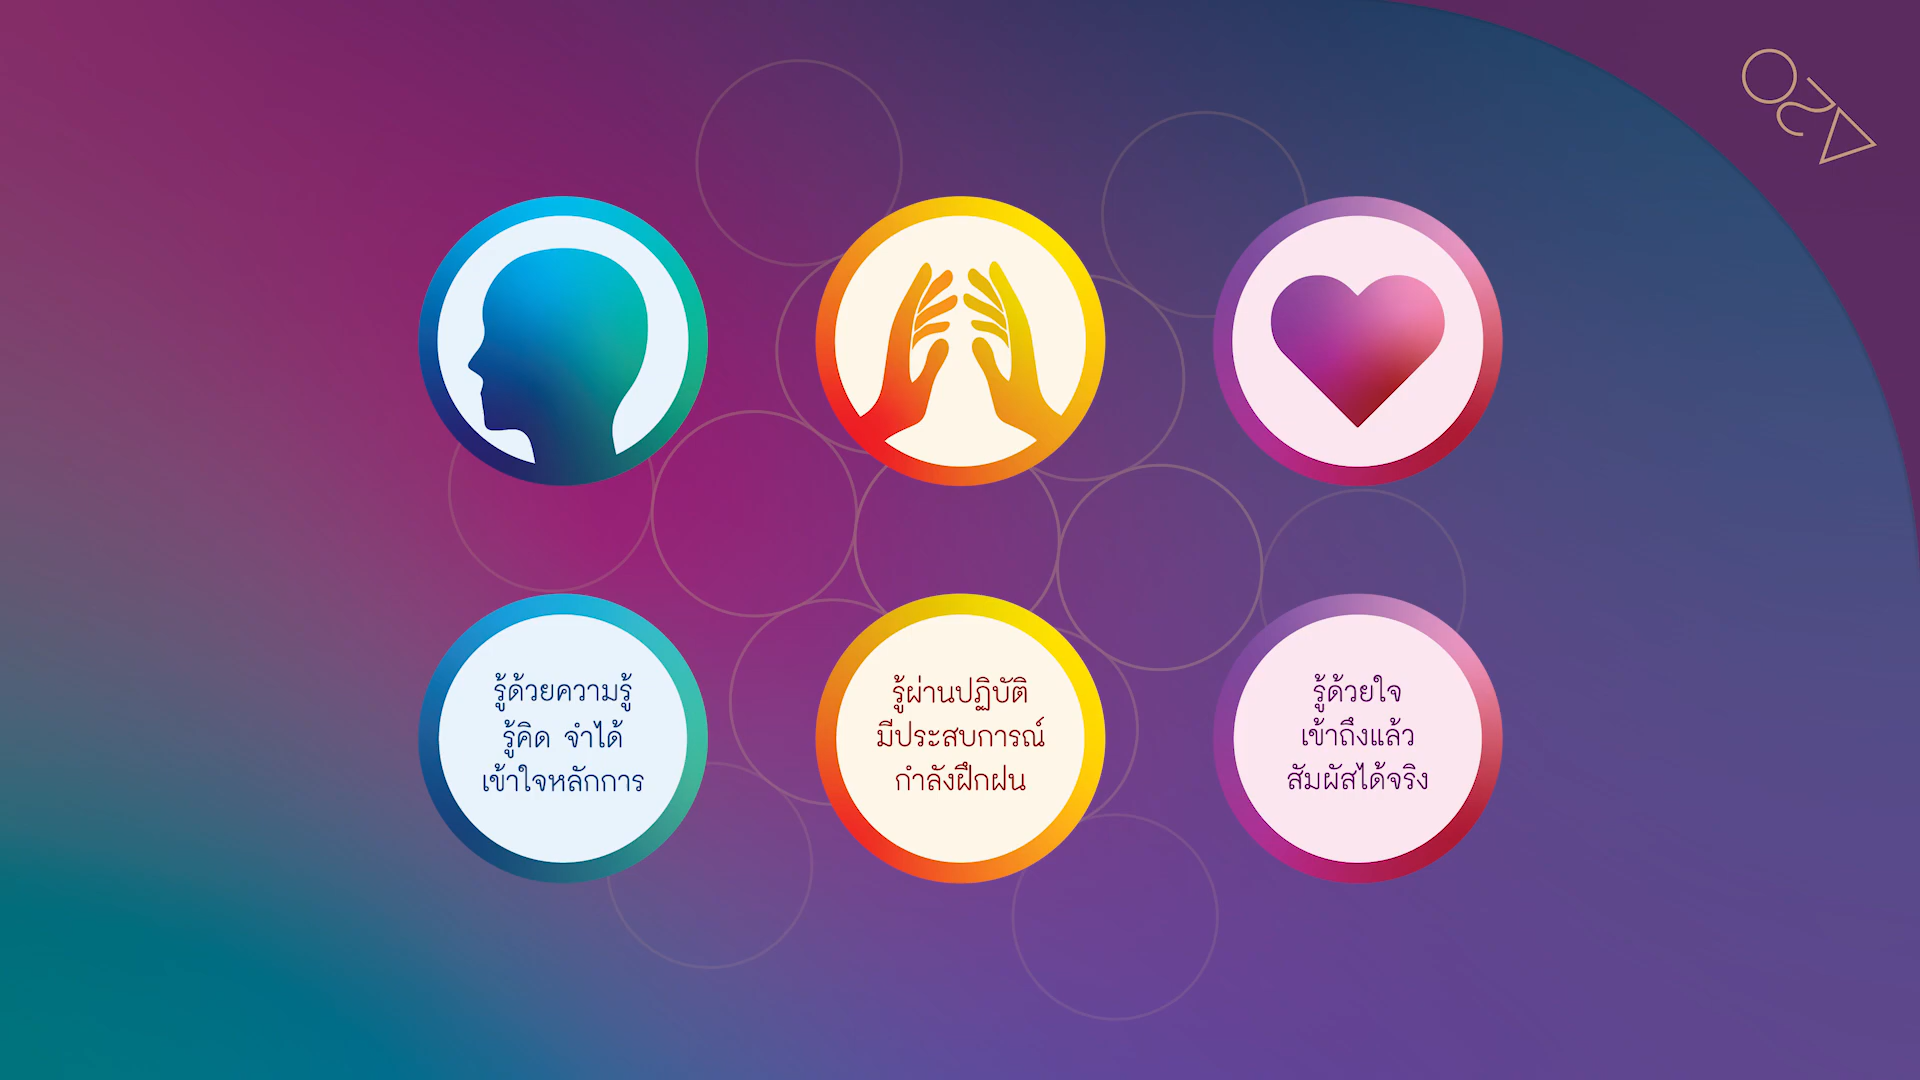 รู้ด้วยความรู้
รู้คิด จำได้
เข้าใจหลักการ
รู้ผ่านปฏิบัติ
มีประสบการณ์
กำลังฝึกฝน
รู้ด้วยใจ
เข้าถึงแล้ว
สัมผัสได้จริง